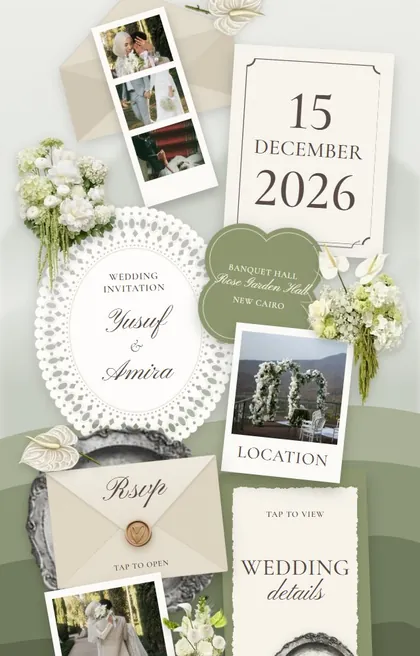 15
DECEMBER
2026
BANQUET HALL
Rose Garden Hall
NEW CAIRO
WEDDING
INVITATION
Yusuf
&
Amira
LOCATION
Rsvp
TAP TO OPEN
TAP TO VIEW
WEDDING
details